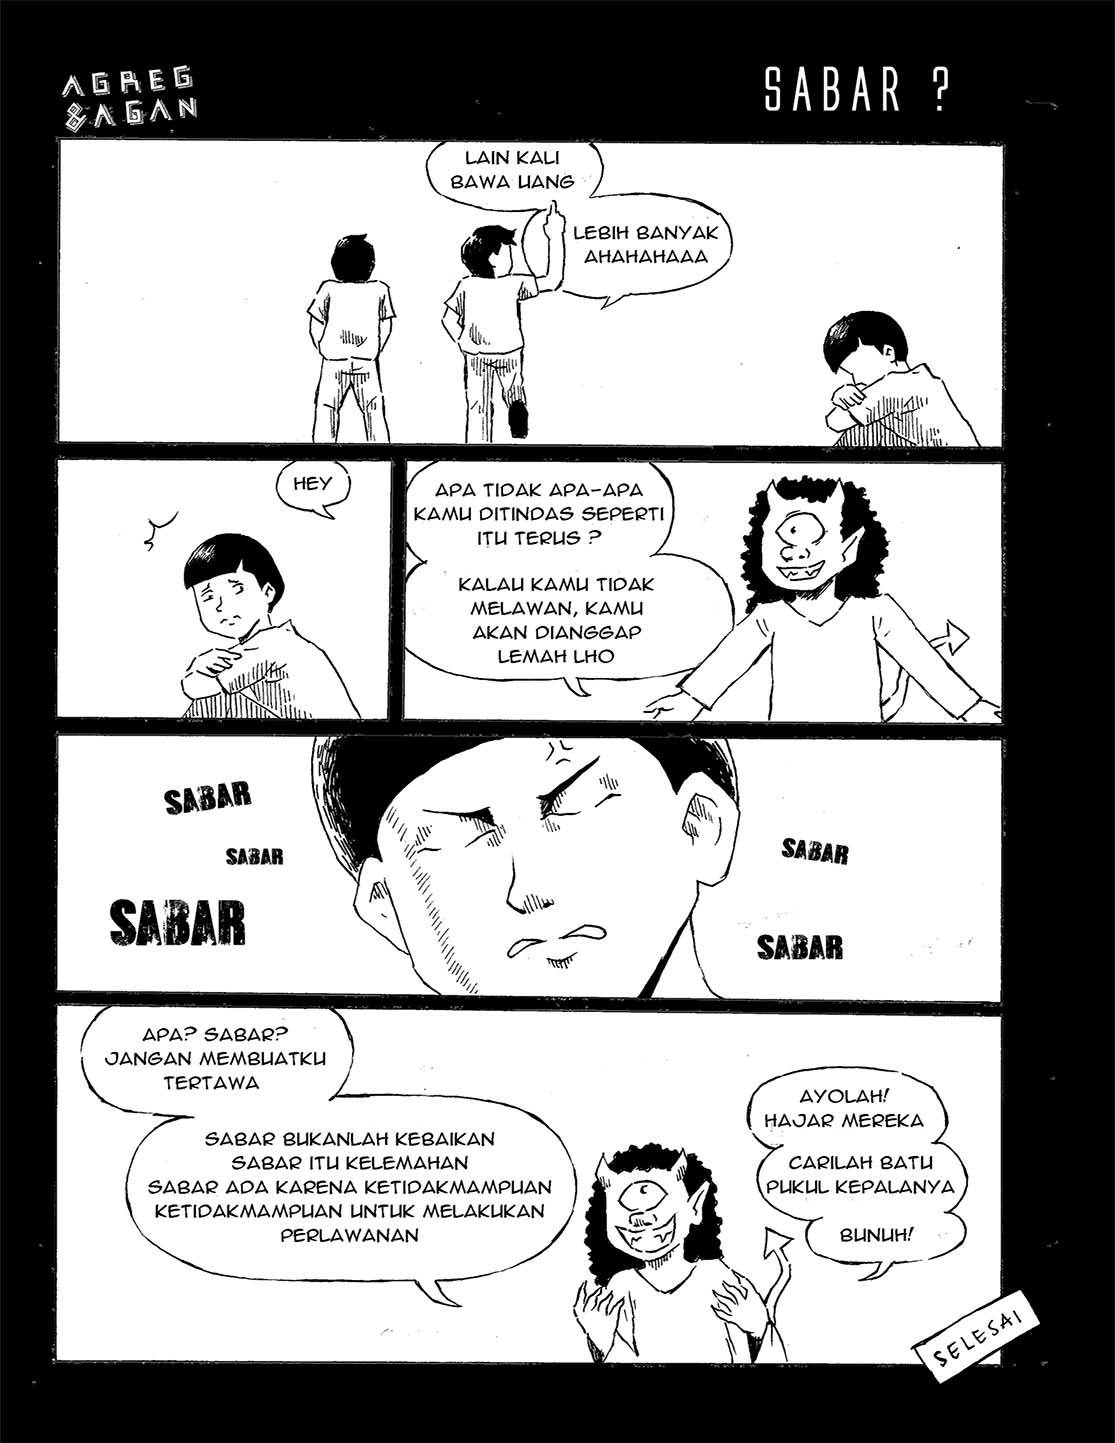 AGREG
& AGAN
SABAR ?
LAIN KALI
BAWA UANG
LEBIH BANYAK
AHAHAHAAA
HEY
APA TIDAK APA-APA
KAMU DITINDAS SEPERTI
ITU TERUS ?
KALAU KAMU TIDAK
MELAWAN, KAMU
AKAN DIANGGAP
LEMAH LHO
SABAR
SABAR
SABAR
SABAR
SABAR
APA? SABAR?
JANGAN MEMBUATKU
TERTAWA
SABAR BUKANLAH KEBAIKAN
SABAR ITU KELEMAHAN
SABAR ADA KARENA KETIDAKMAMPUAN
KETIDAKMAMPUAN UNTUK MELAKUKAN
PERLAWANAN
AYOLAH!
HAJAR MEREKA
CARILAH BATU
PUKUL KEPALANYA
BUNUH!
SELESAI